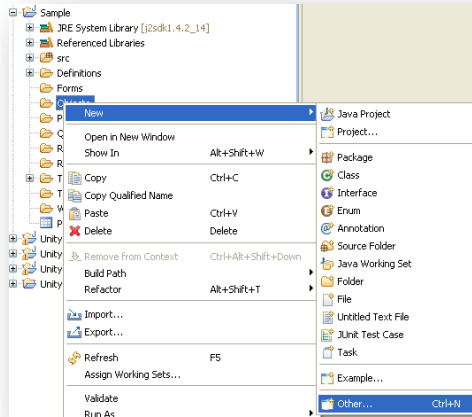 Sample
JRE System Library [j2sdk1.4.2_14]
Referenced Libraries
src
Definitions
Forms
Objects
P
Q
R
R
T
T
W
P
Unity
Unity
Unity
Unity
New
Open in New Window
Show In Alt+Shift+W
Copy Ctrl+C
Copy Qualified Name
Paste Ctrl+V
Delete Delete
Remove from Context Ctrl+Alt+Shift+Down
Build Path
Refactor Alt+Shift+T
Import...
Export...
Refresh F5
Assign Working Sets...
Validate
Run As
Java Project
Project...
Package
Class
Interface
Enum
Annotation
Source Folder
Java Working Set
Folder
File
Untitled Text File
JUnit Test Case
Task
Example...
Other... Ctrl+N